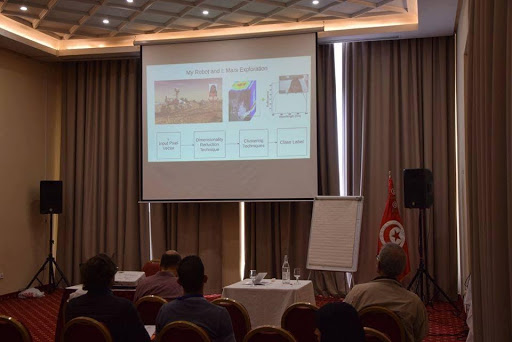 My Robot and I: Mars Exploration
Input Pixel
Vector
Dimensionality
Reduction
Technique
Clustering
Techniques
Class Label